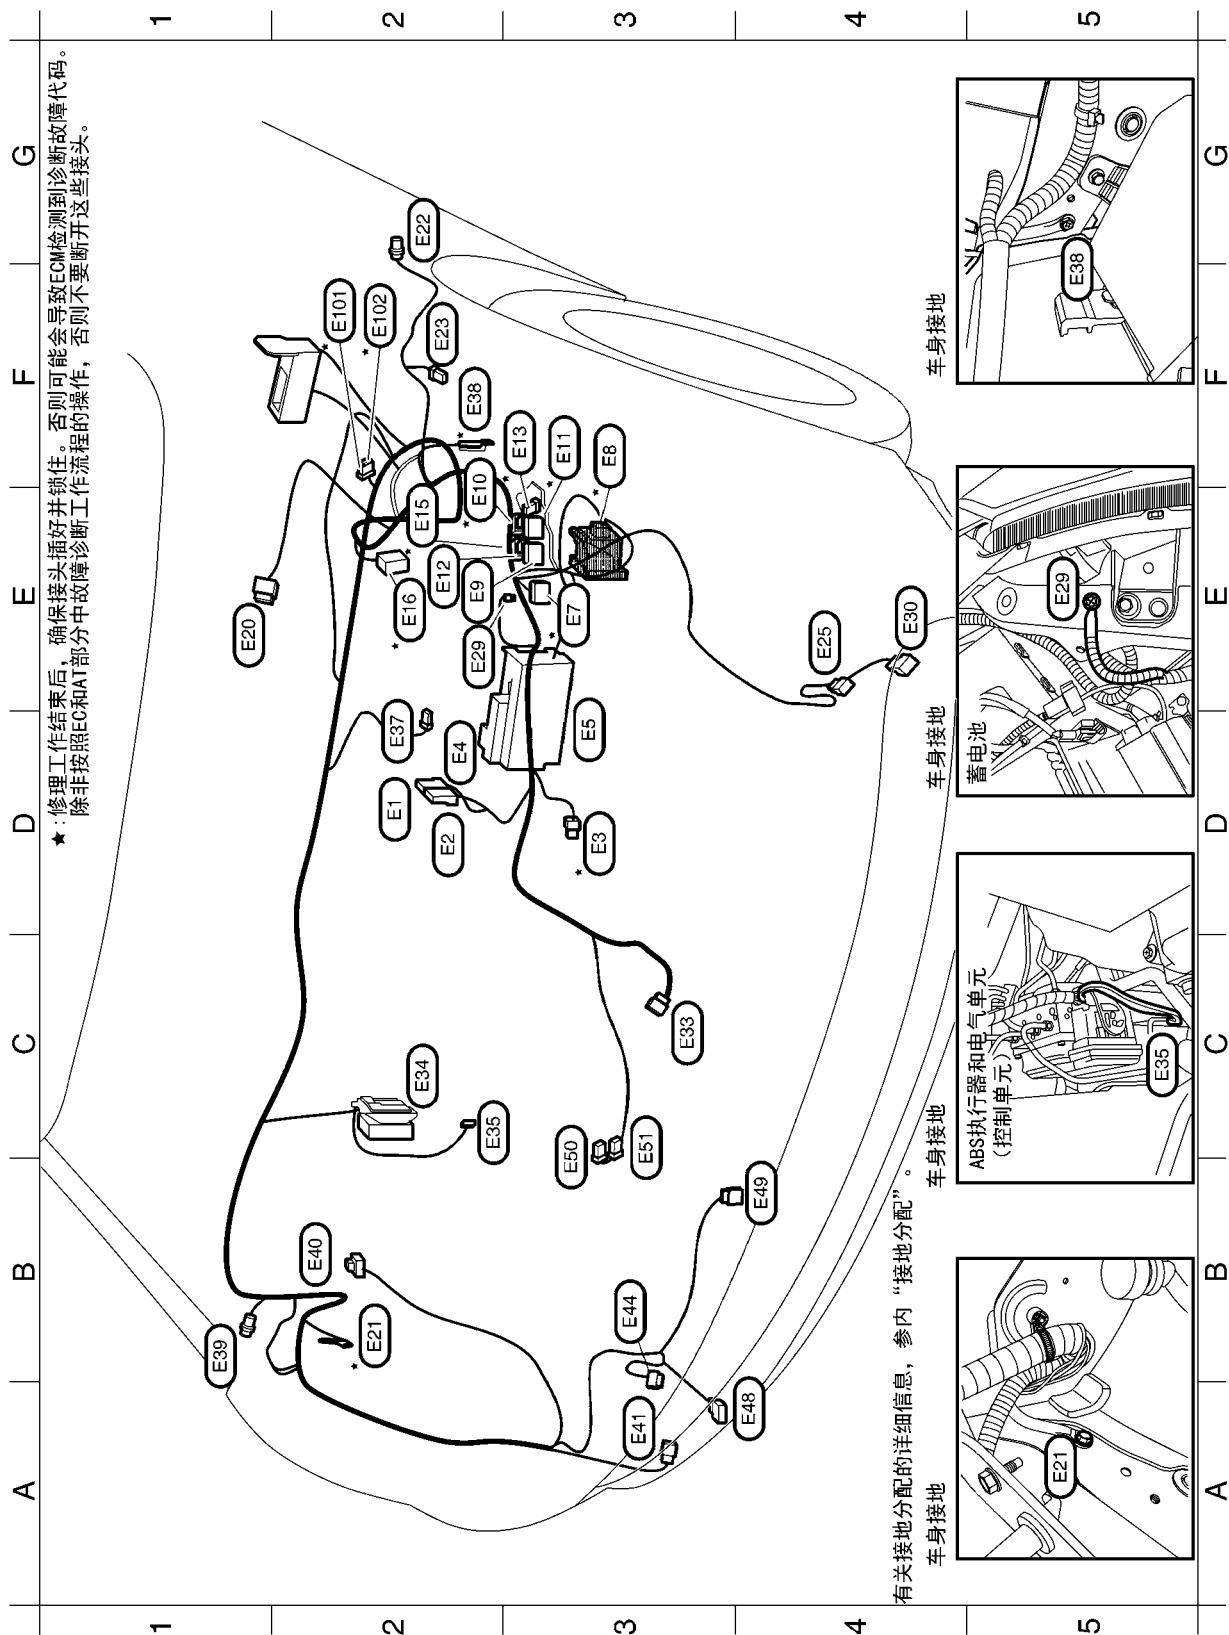 A B C D E F G
1
2
3
4
5
1
2
3
4
5
★:修理工作结束后，确保接头插好并锁住。否则可能会导致ECM检测到诊断故障代码。
除非按照EC和AT部分中故障诊断工作流程的操作，否则不要断开这些接头。
E39
E40
E21
★
E34
E35
E20
E37
E1
E2
E4
E16
★
E15
★
E12
E9
E29
E10
★
E101
★
E102
★
E22
E23
E38
★
E13
★
E11
★
E8
★
E7
★
E5
E3
★
E33
E50
E51
E49
E44
E41
E48
E25
E30
有关接地分配的详细信息，参内“接地分配”。
车身接地
E21
车身接地
ABS执行器和电气单元
（控制单元）
E35
车身接地
蓄电池
E29
车身接地
E38
A B C D E F G